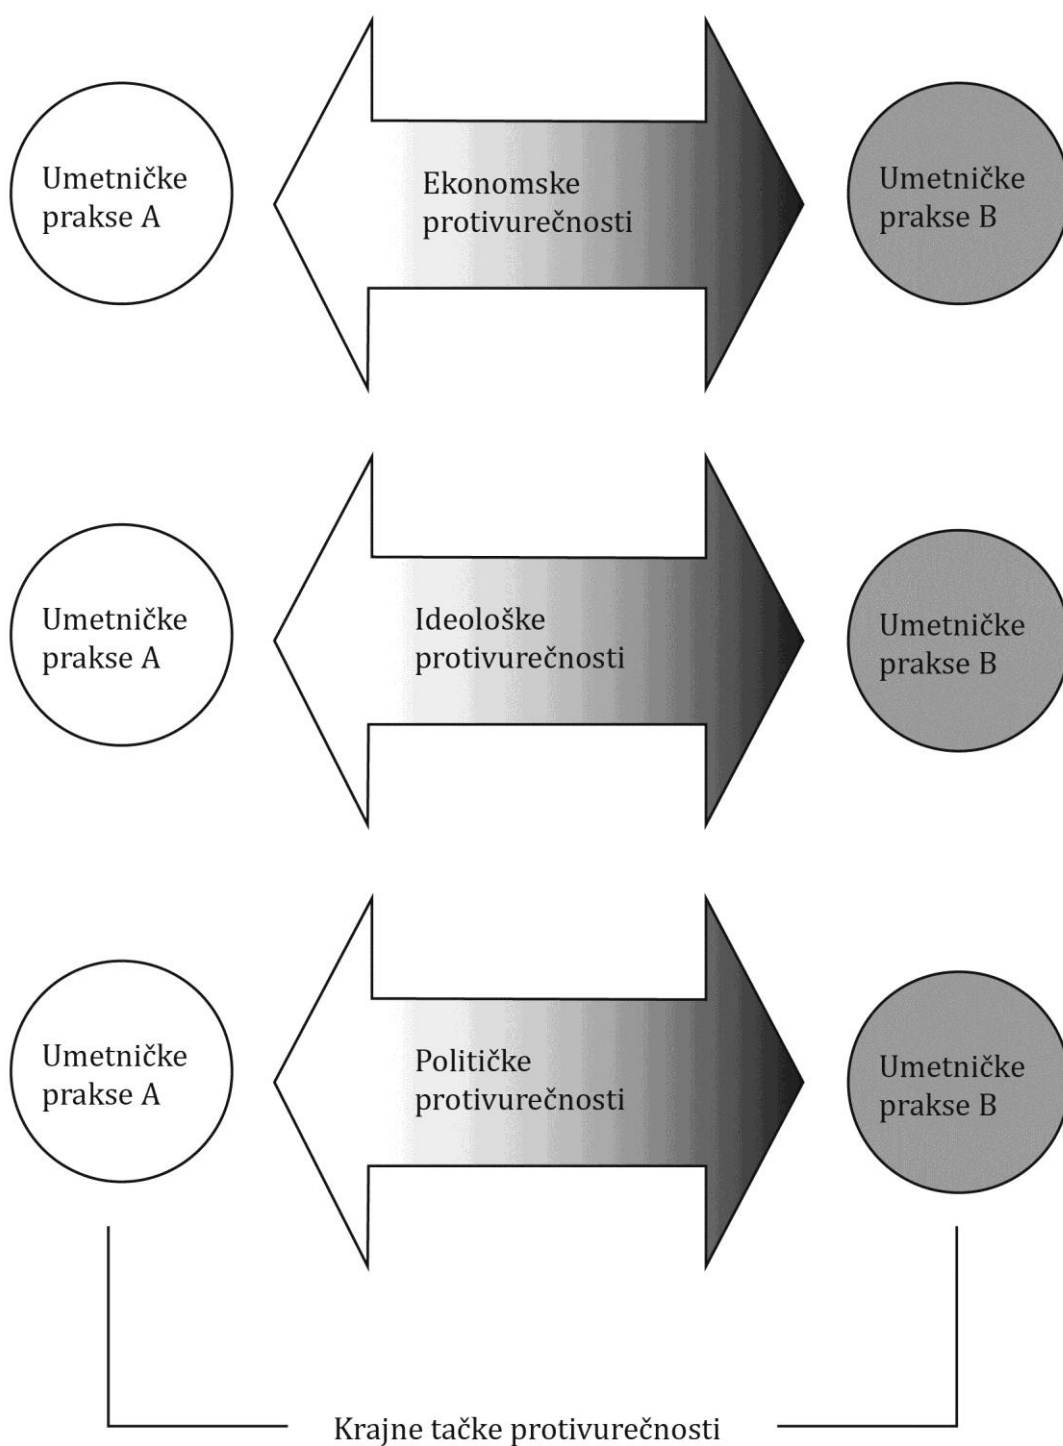 Umetničke
prakse A
Ekonomske
protivurečnosti
Umetničke
prakse B
Umetničke
prakse A
Ideološke
protivurečnosti
Umetničke
prakse B
Umetničke
prakse A
Političke
protivurečnosti
Umetničke
prakse B
Krajne tačke protivurečnosti